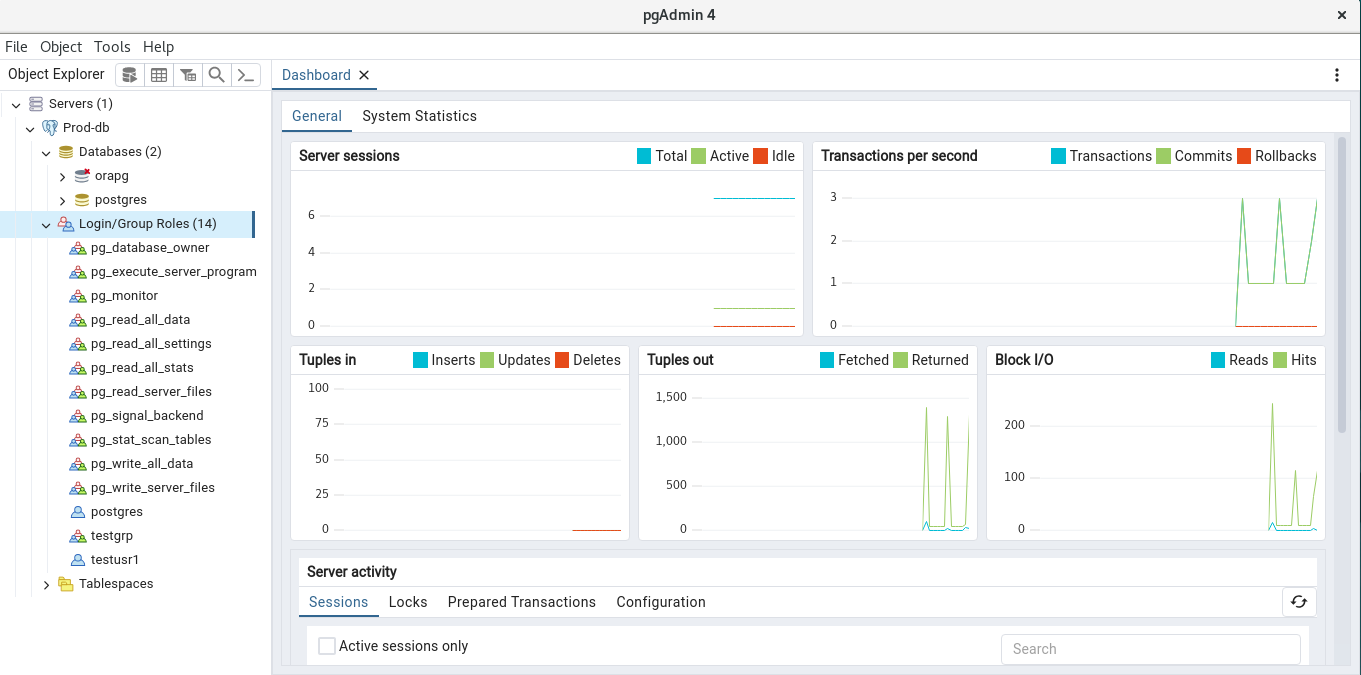 pgAdmin 4
File Object Tools Help
Object Explorer
Servers (1)
Prod-db
Databases (2)
orapg
postgres
Login/Group Roles (14)
pg_database_owner
pg_execute_server_program
pg_monitor
pg_read_all_data
pg_read_all_settings
pg_read_all_stats
pg_read_server_files
pg_signal_backend
pg_stat_scan_tables
pg_write_all_data
pg_write_server_files
postgres
testgrp
testusr1
Tablespaces
Dashboard
General System Statistics
Server sessions Total Active Idle
6
4
2
0
Transactions per second Transactions Commits Rollbacks
3
2
1
0
Tuples in Inserts Updates Deletes
100
75
50
25
0
Tuples out Fetched Returned
1,500
1,000
500
0
Block I/O Reads Hits
200
100
0
Server activity
Sessions Locks Prepared Transactions Configuration
Active sessions only Search